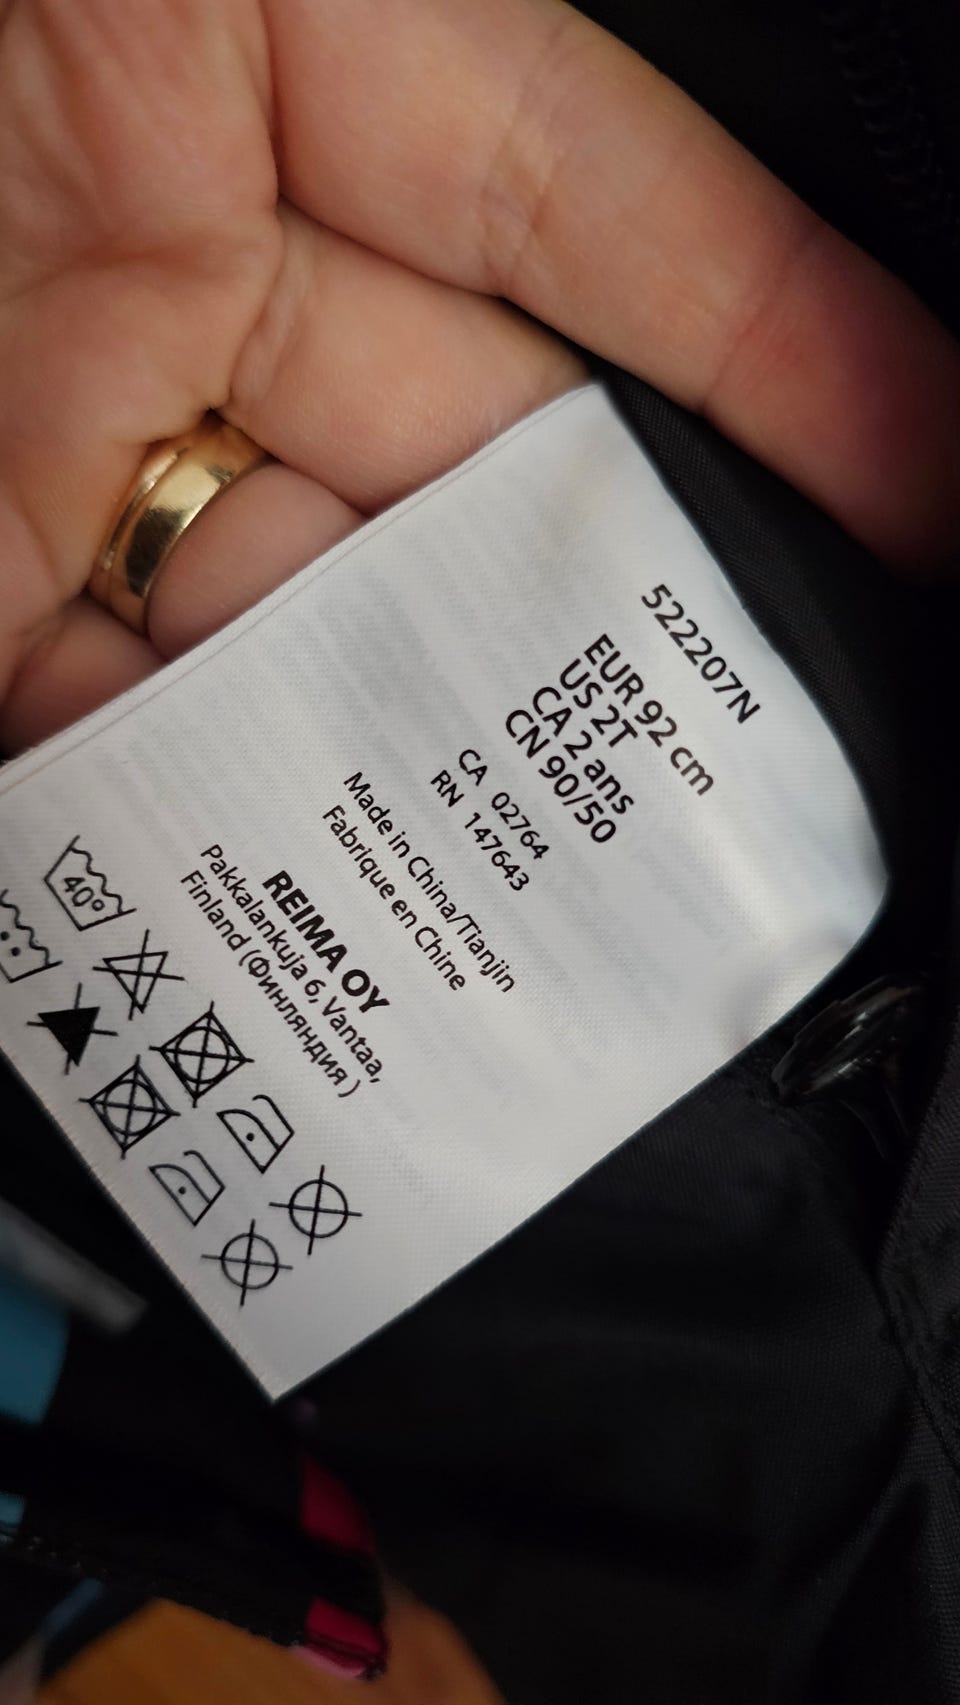 522207N
EUR 92 cm
US 2T
CA 2 ans
CN 90/50
CA 02764
RN 147643
Made in China/Tianjin
Fabrique en Chine
REIMA OY
Pakkalankuja 6, Vantaa,
Finland (Финляндия )
40°